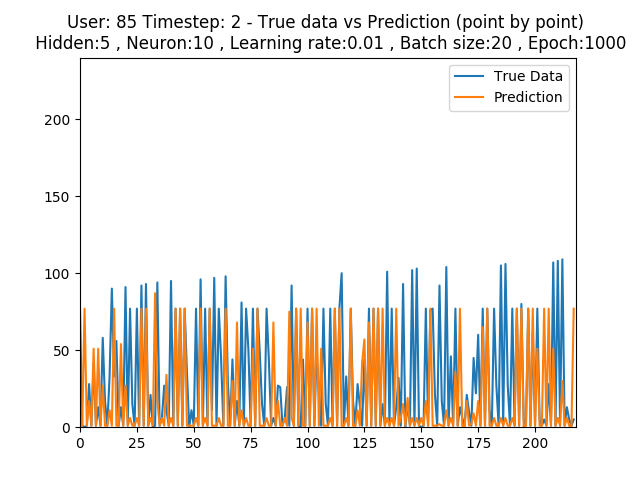 User: 85 Timestep: 2 - True data vs Prediction (point by point)
Hidden:5 , Neuron:10 , Learning rate:0.01 , Batch size:20 , Epoch:1000
True Data
Prediction
200
150
100
50
0
0 25 50 75 100 125 150 175 200